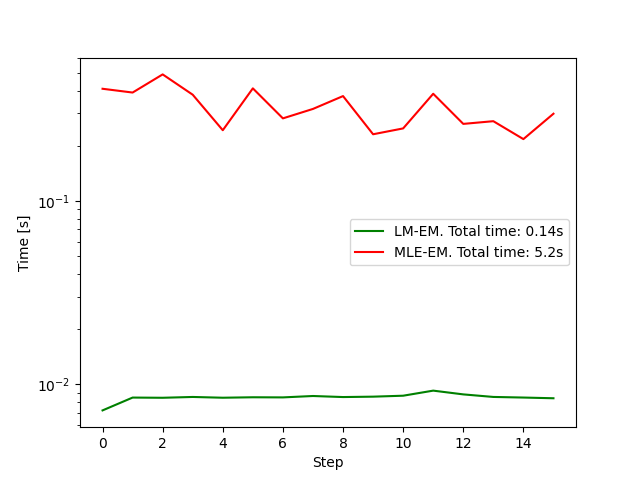 Time [s]
10⁻¹
10⁻²
LM-EM. Total time: 0.14s
MLE-EM. Total time: 5.2s
0 2 4 6 8 10 12 14
Step